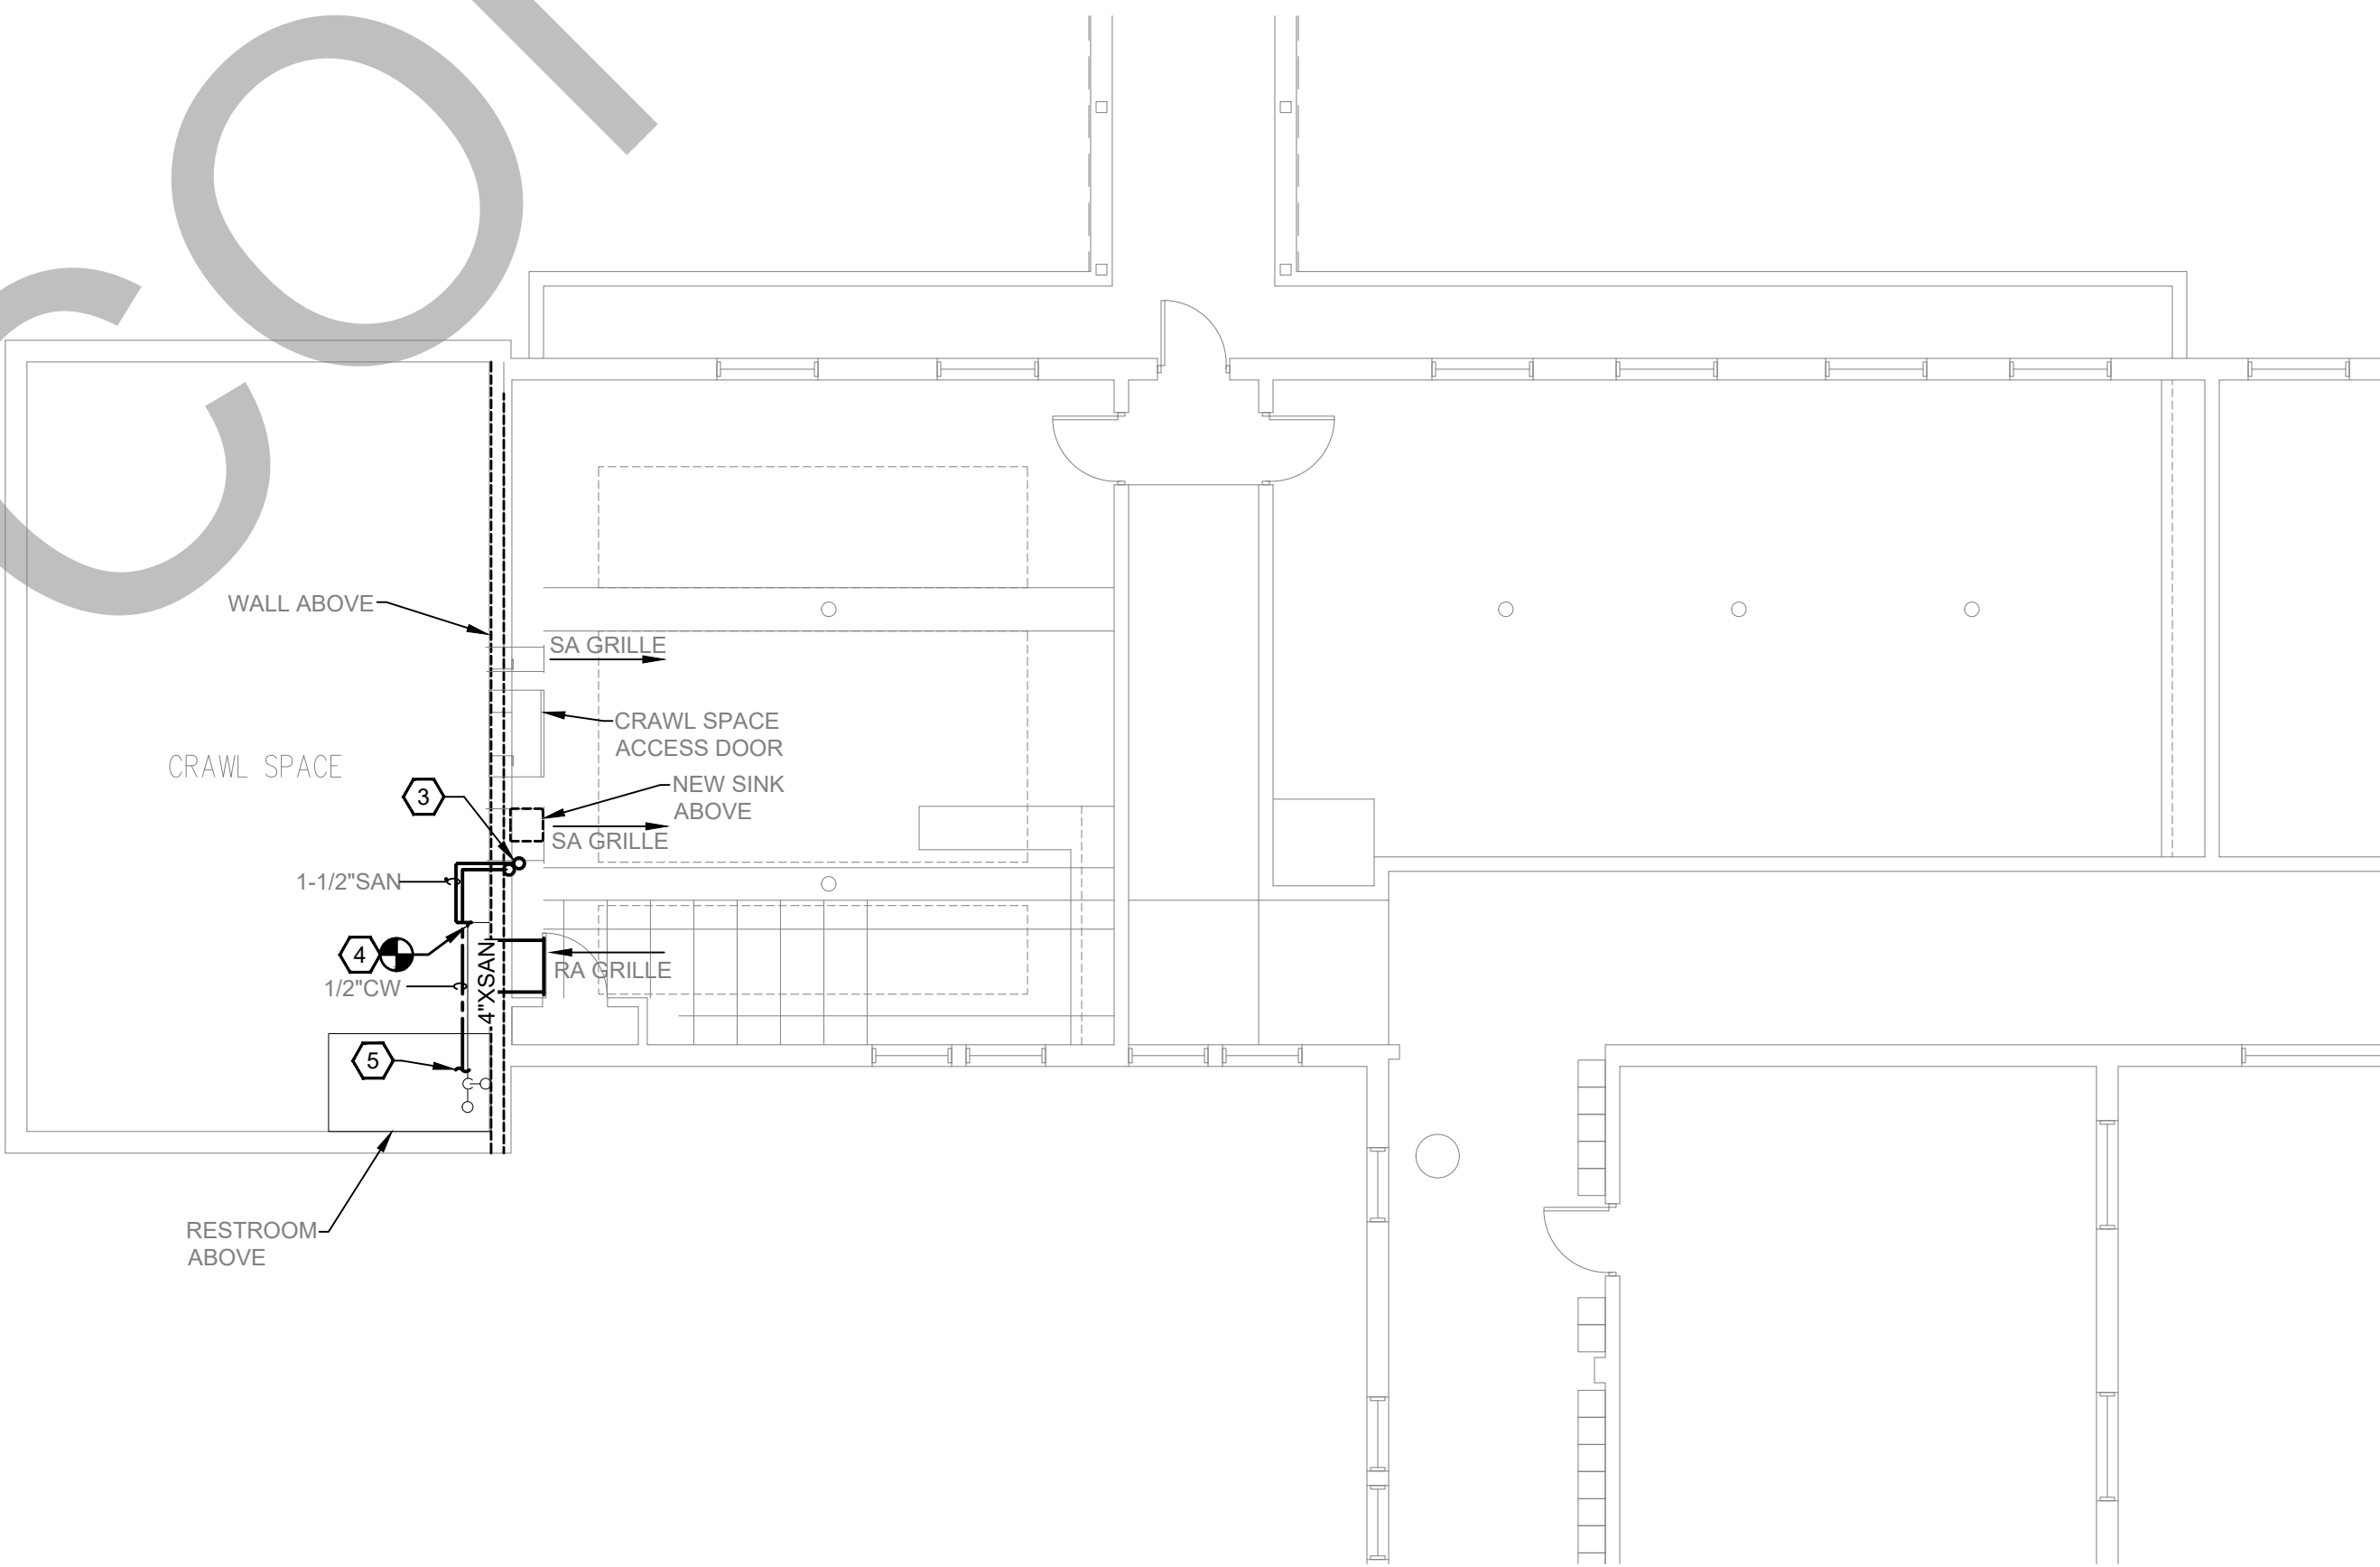 WALL ABOVE
SA GRILLE
CRAWL SPACE
ACCESS DOOR
CRAWL SPACE
NEW SINK
ABOVE
3
SA GRILLE
1-1/2"SAN
4
4"XSAN
RA GRILLE
1/2"CW
5
RESTROOM
ABOVE